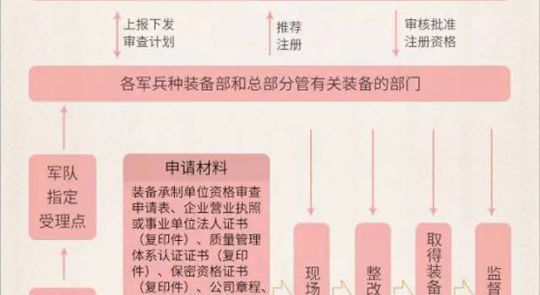 上报下发
审查计划
推荐
注册
审核批准
注册资格
各军兵种装备部和总部分管有关装备的部门
军队
指定
受理点
申请材料
装备承制单位资格审查
申请表、企业营业执照
或事业单位法人证书
（复印件）、质量管理
体系认证证书（复印
件）、保密资格证书
（复印件）、公司章程、
现场
整改
取得装备
监督